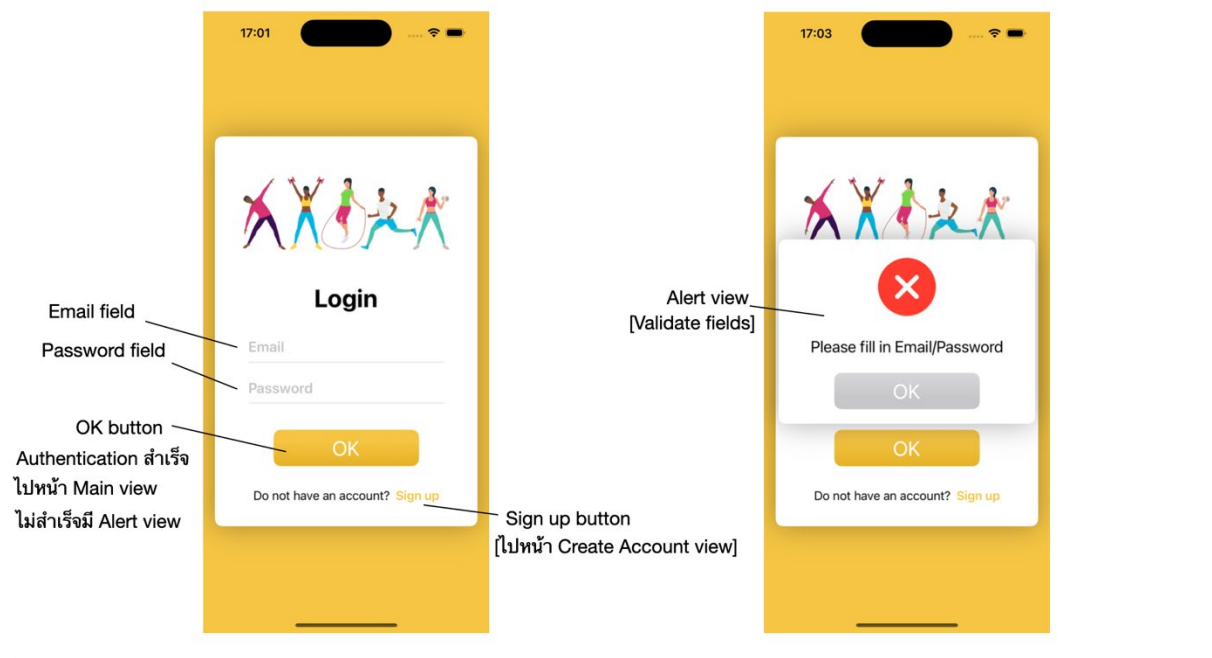 17:01
Login
Email
Password
OK
Do not have an account? Sign up
Email field
Password field
OK button
Authentication สำเร็จ
ไปหน้า Main view
ไม่สำเร็จมี Alert view
Sign up button
[ไปหน้า Create Account view]
17:03
Please fill in Email/Password
OK
OK
Do not have an account? Sign up
Alert view
[Validate fields]